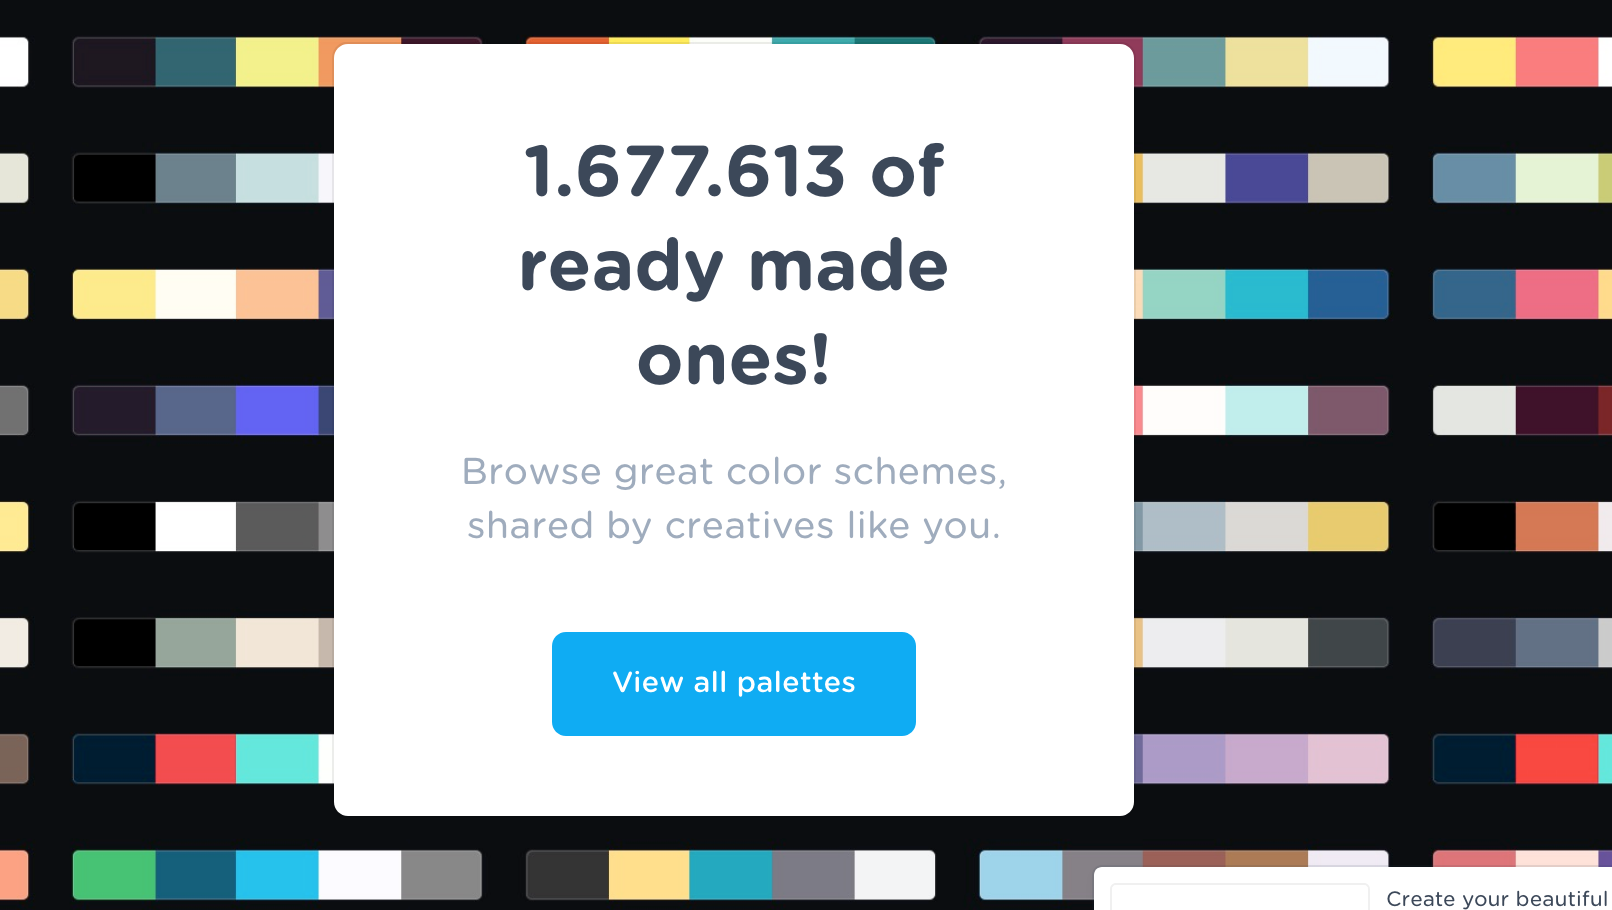 1.677.613 of
ready made
ones!
Browse great color schemes,
shared by creatives like you.
View all palettes
Create your beautiful